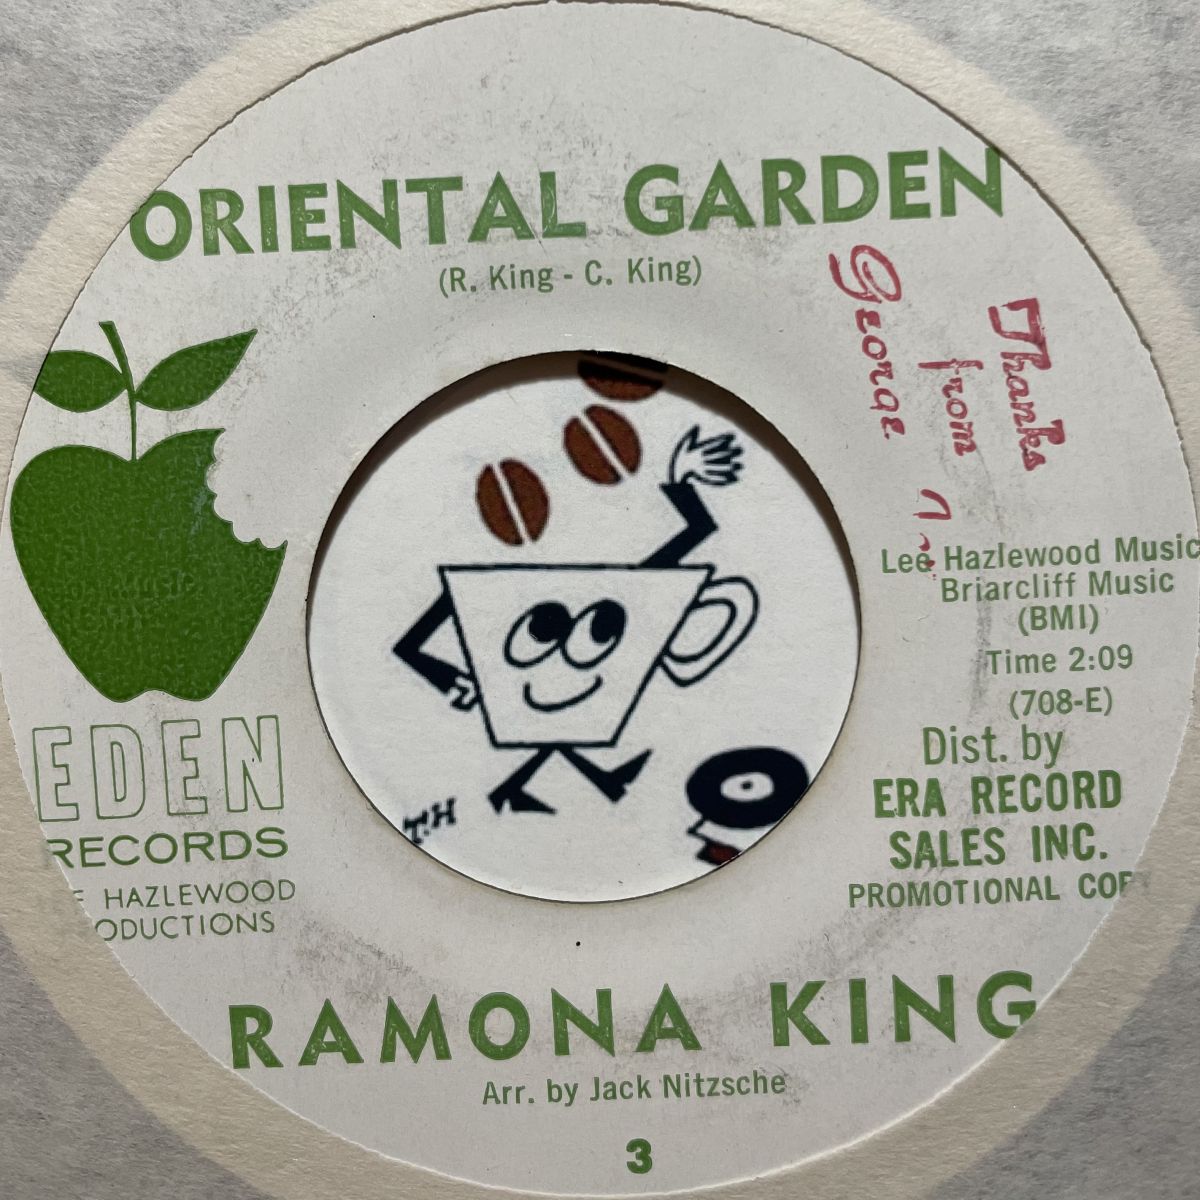 ORIENTAL GARDEN
(R. King - C. King)
Thanks
from
George
Lee Hazlewood Music
Briarcliff Music
(BMI)
Time 2:09
(708-E)
Dist. by
ERA RECORD
SALES INC.
PROMOTIONAL COP
EDEN
RECORDS
E HAZLEWOOD
ODUCTIONS
RAMONA KING
Arr. by Jack Nitzsche
3